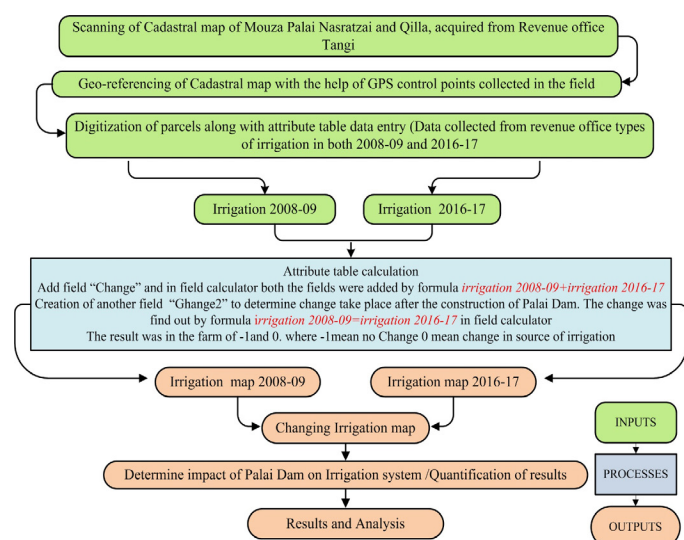 Scanning of Cadastral map of Mouza Palai Nasratzai and Qilla, acquired from Revenue office
Tangi
Geo-referencing of Cadastral map with the help of GPS control points collected in the field
Digitization of parcels along with attribute table data entry (Data collected from revenue office types
of irrigation in both 2008-09 and 2016-17
Irrigation 2008-09
Irrigation 2016-17
Attribute table calculation
Add field “Change” and in field calculator both the fields were added by formula irrigation 2008-09+irrigation 2016-17
Creation of another field “Ghange2” to determine change take place after the construction of Palai Dam. The change was
find out by formula irrigation 2008-09=irrigation 2016-17 in field calculator
The result was in the farm of -1and 0. where -1mean no Change 0 mean change in source of irrigation
Irrigation map 2008-09
Irrigation map 2016-17
Changing Irrigation map
Determine impact of Palai Dam on Irrigation system /Quantification of results
Results and Analysis
INPUTS
PROCESSES
OUTPUTS